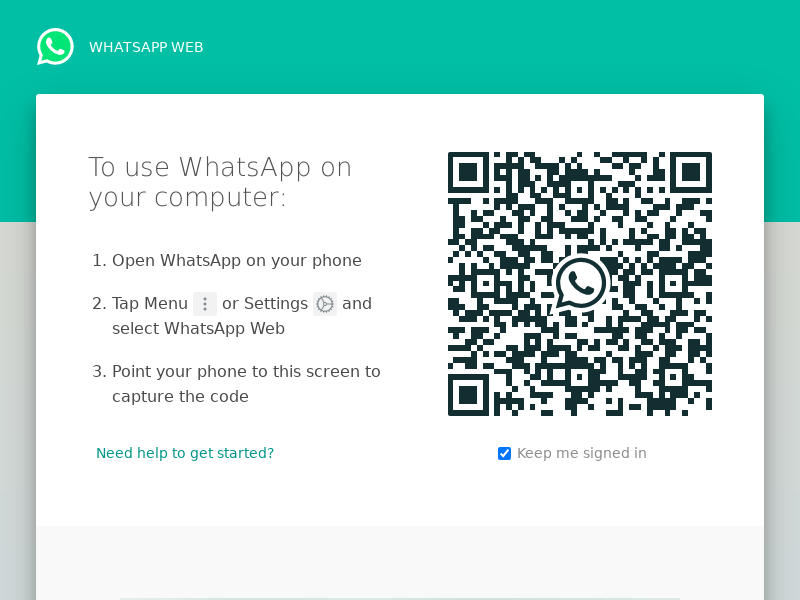 WHATSAPP WEB
To use WhatsApp on
your computer:
1. Open WhatsApp on your phone
2. Tap Menu or Settings and
select WhatsApp Web
3. Point your phone to this screen to
capture the code
Need help to get started?
Keep me signed in